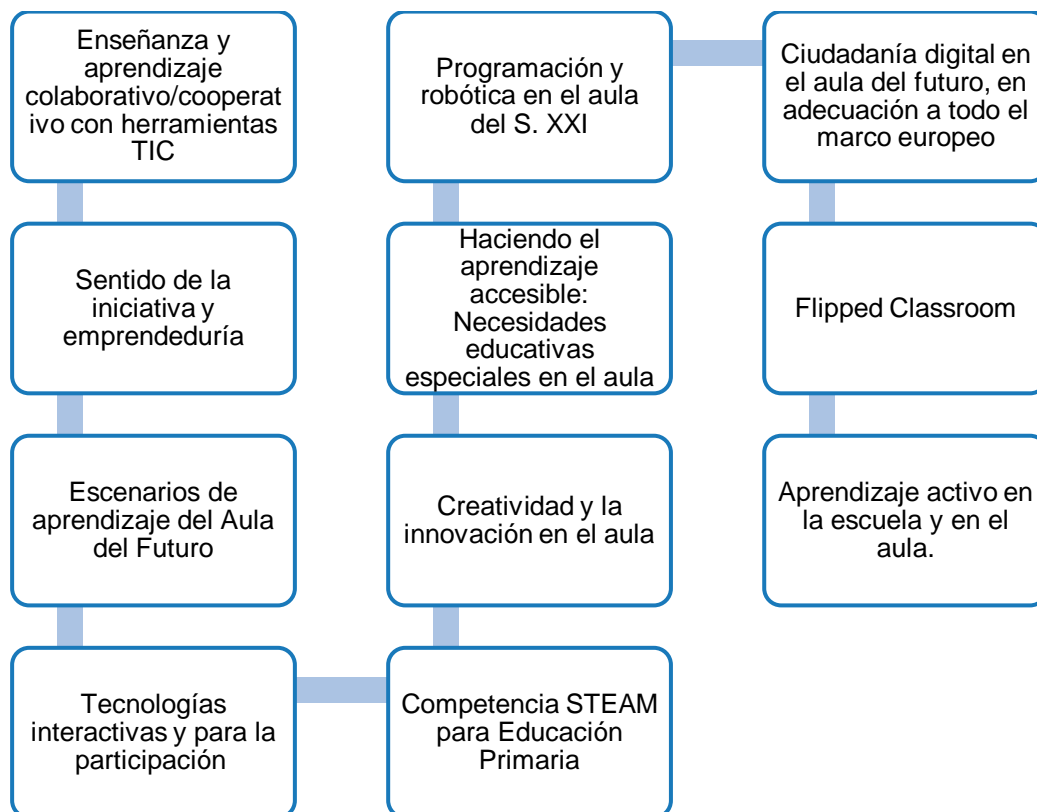 Enseñanza y
aprendizaje
colaborativo/cooperat
ivo con herramientas
TIC
Sentido de la
iniciativa y
emprendeduría
Escenarios de
aprendizaje del Aula
del Futuro
Tecnologías
interactivas y para la
participación
Competencia STEAM
para Educación
Primaria
Creatividad y la
innovación en el aula
Haciendo el
aprendizaje
accesible:
Necesidades
educativas
especiales en el aula
Programación y
robótica en el aula
del S. XXI
Ciudadanía digital en
el aula del futuro, en
adecuación a todo el
marco europeo
Flipped Classroom
Aprendizaje activo en
la escuela y en el
aula.